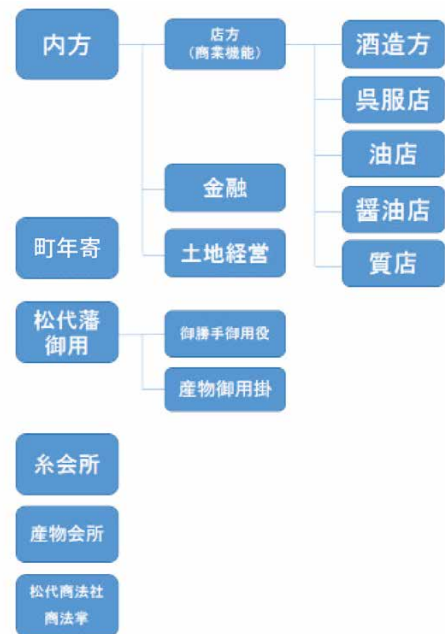 内方
店方
（商業機能）
酒造方
呉服店
油店
金融
醤油店
町年寄
土地経営
質店
松代藩
御用
御勝手御用役
産物御用掛
糸会所
産物会所
松代商法社
商法掌